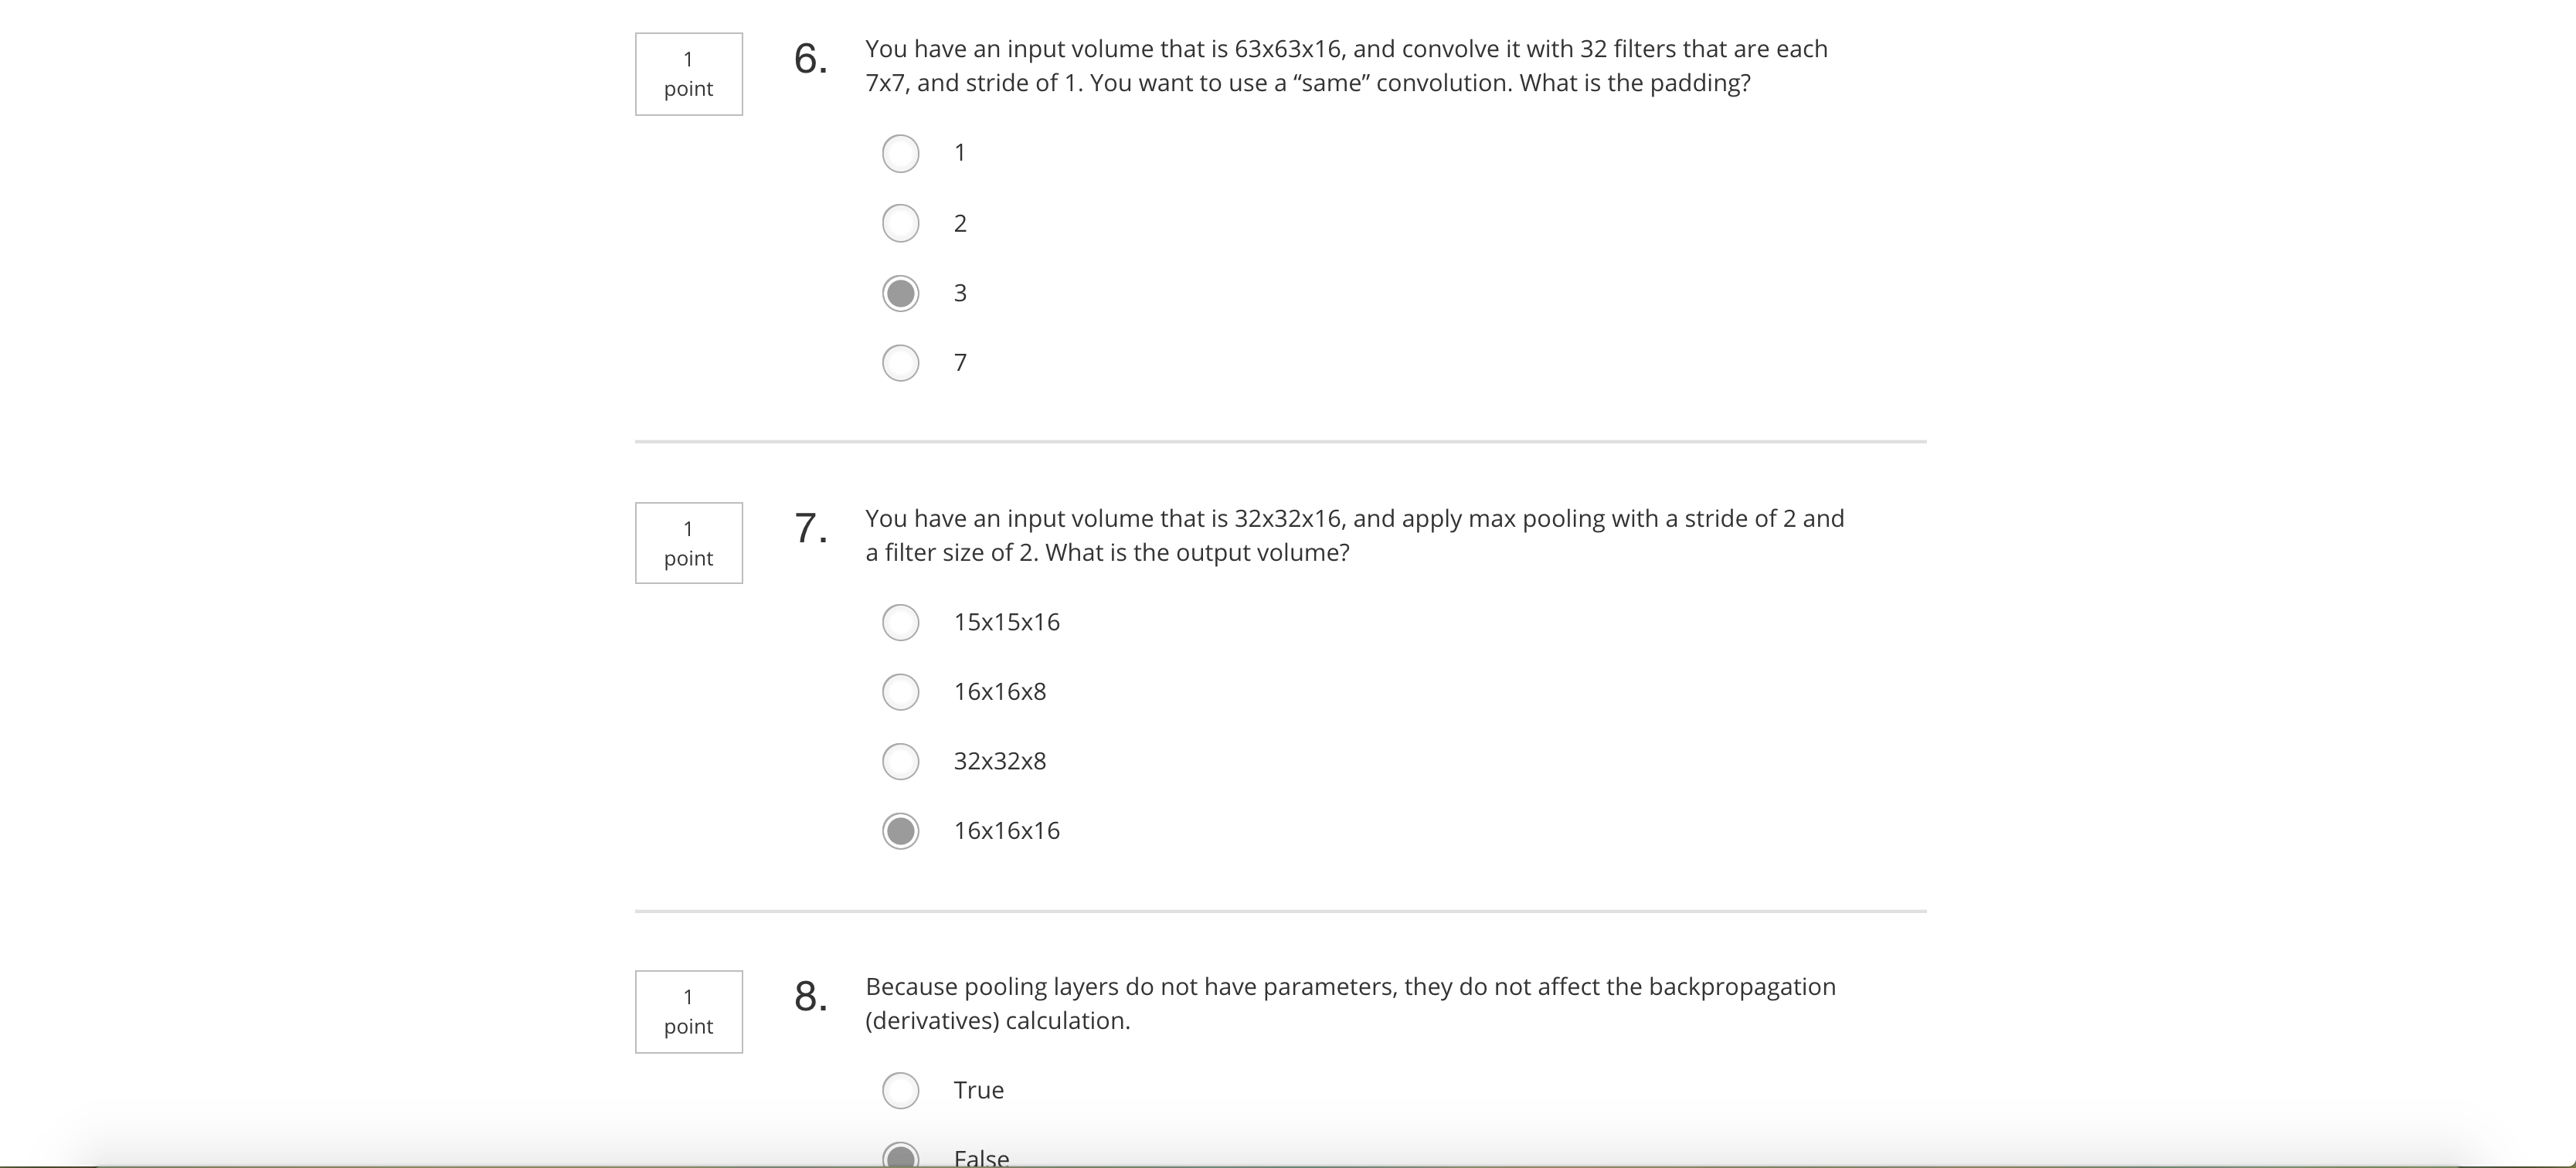 1
point
6.
You have an input volume that is 63x63x16, and convolve it with 32 filters that are each
7x7, and stride of 1. You want to use a “same” convolution. What is the padding?
1
2
3
7
1
point
7.
You have an input volume that is 32x32x16, and apply max pooling with a stride of 2 and
a filter size of 2. What is the output volume?
15x15x16
16x16x8
32x32x8
16x16x16
1
point
8.
Because pooling layers do not have parameters, they do not affect the backpropagation
(derivatives) calculation.
True
False